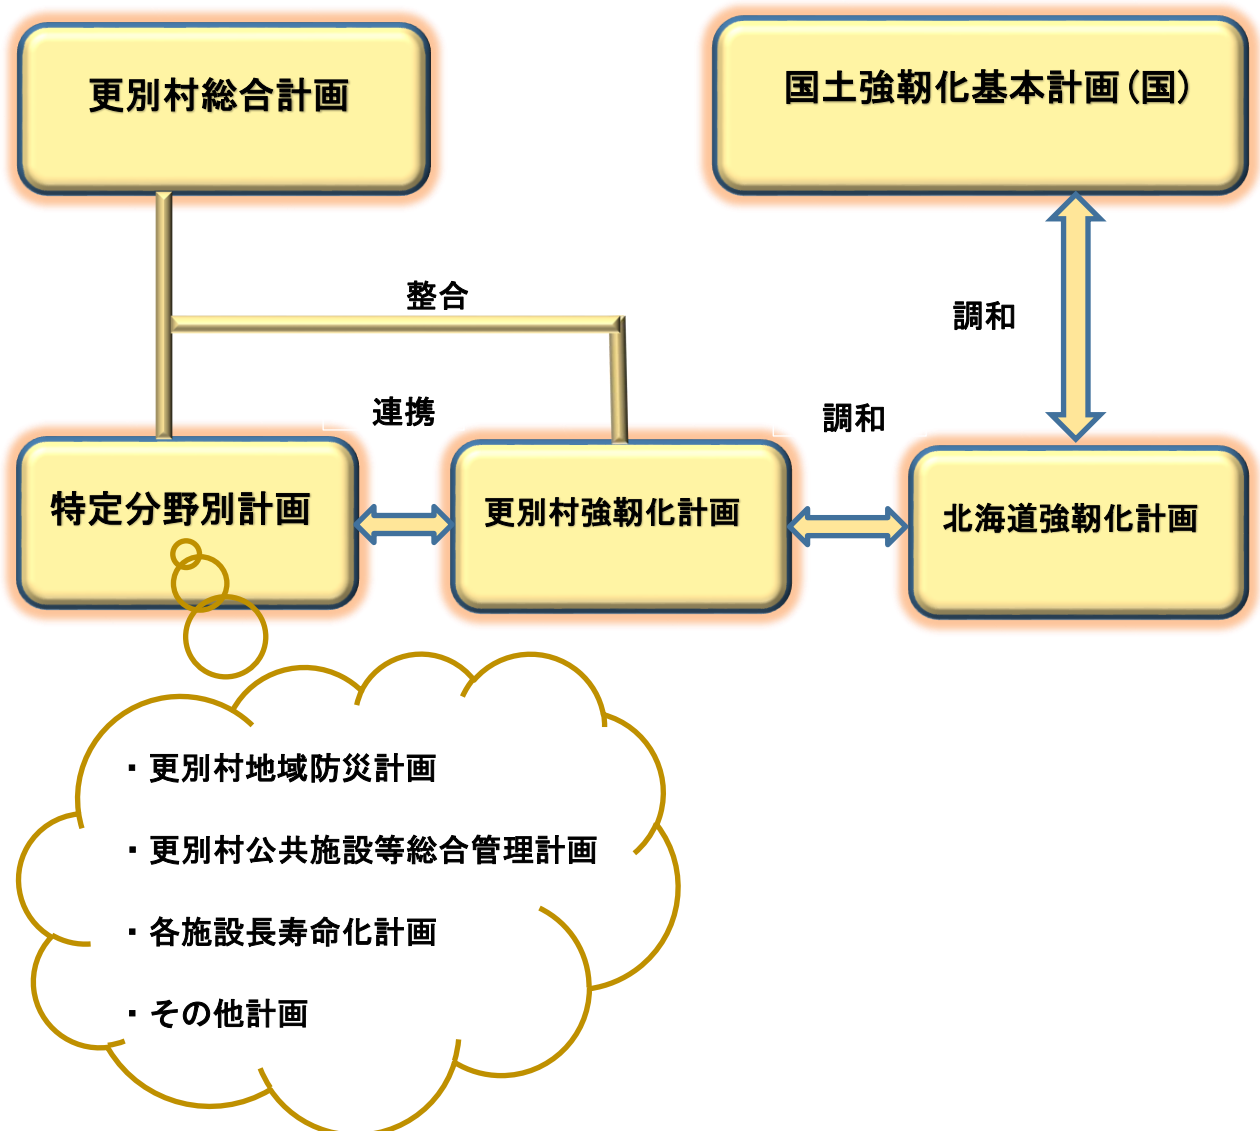 更別村総合計画
国土強靭化基本計画(国)
整合
調和
連携
調和
特定分野別計画
更別村強靭化計画
北海道強靭化計画
・更別村地域防災計画
・更別村公共施設等総合管理計画
・各施設長寿命化計画
・その他計画